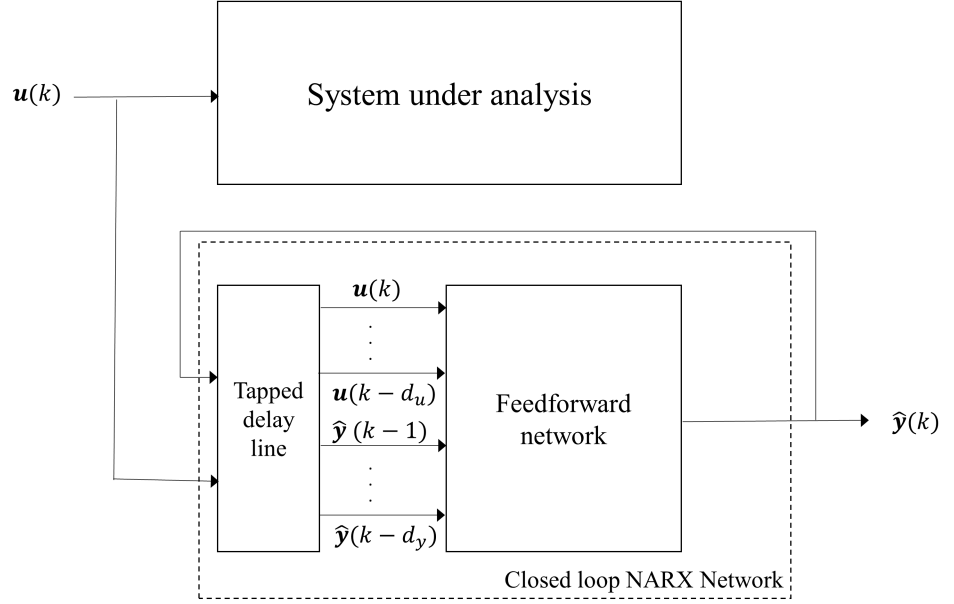 u(k)
System under analysis
u(k)
.
.
.
u(k − d_u)
Tapped
delay
line
ŷ (k − 1)
.
.
.
ŷ(k − d_y)
Feedforward
network
ŷ(k)
Closed loop NARX Network